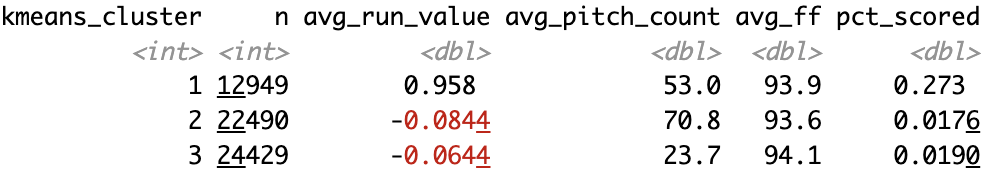 kmeans_cluster n avg_run_value avg_pitch_count avg_ff pct_scored
<int> <int> <dbl> <dbl> <dbl> <dbl>
1 12949 0.958 53.0 93.9 0.273
2 22490 -0.0844 70.8 93.6 0.0176
3 24429 -0.0644 23.7 94.1 0.0190